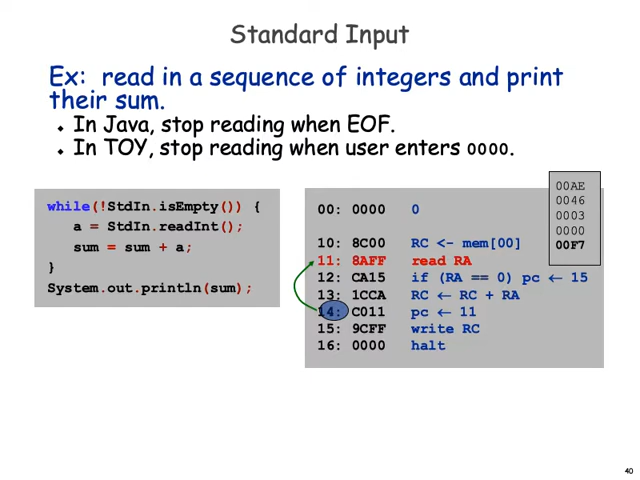 Standard Input
Ex: read in a sequence of integers and print
their sum.
In Java, stop reading when EOF.
In TOY, stop reading when user enters 0000.
while(!StdIn.isEmpty()) {
a = StdIn.readInt();
sum = sum + a;
}
System.out.println(sum);
00: 0000 0
10: 8C00 RC <- mem[00]
11: 8AFF read RA
12: CA15 if (RA == 0) pc ← 15
13: 1CCA RC ← RC + RA
14: C011 pc ← 11
15: 9CFF write RC
16: 0000 halt
00AE
0046
0003
0000
00F7
40